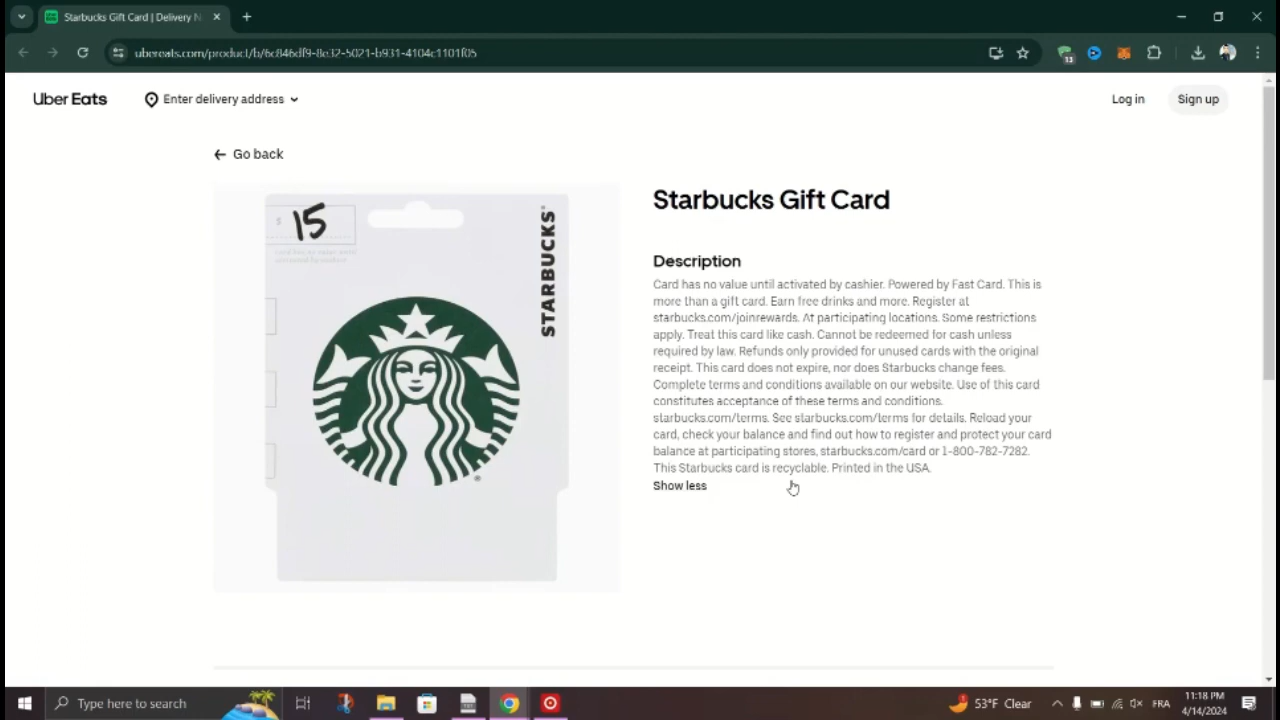 Starbucks Gift Card | Delivery N
ubereats.com/product/b/6c846df9-8e32-5021-b931-4104c1101f05
13
Uber Eats
Enter delivery address
Log in
Sign up
Go back
$ 15
STARBUCKS
Starbucks Gift Card
Description
Card has no value until activated by cashier. Powered by Fast Card. This is
more than a gift card. Earn free drinks and more. Register at
starbucks.com/joinrewards. At participating locations. Some restrictions
apply. Treat this card like cash. Cannot be redeemed for cash unless
required by law. Refunds only provided for unused cards with the original
receipt. This card does not expire, nor does Starbucks change fees.
Complete terms and conditions available on our website. Use of this card
constitutes acceptance of these terms and conditions.
starbucks.com/terms. See starbucks.com/terms for details. Reload your
card, check your balance and find out how to register and protect your card
balance at participating stores, starbucks.com/card or 1-800-782-7282.
This Starbucks card is recyclable. Printed in the USA.
Show less
Type here to search
53°F Clear
FRA
11:18 PM
4/14/2024